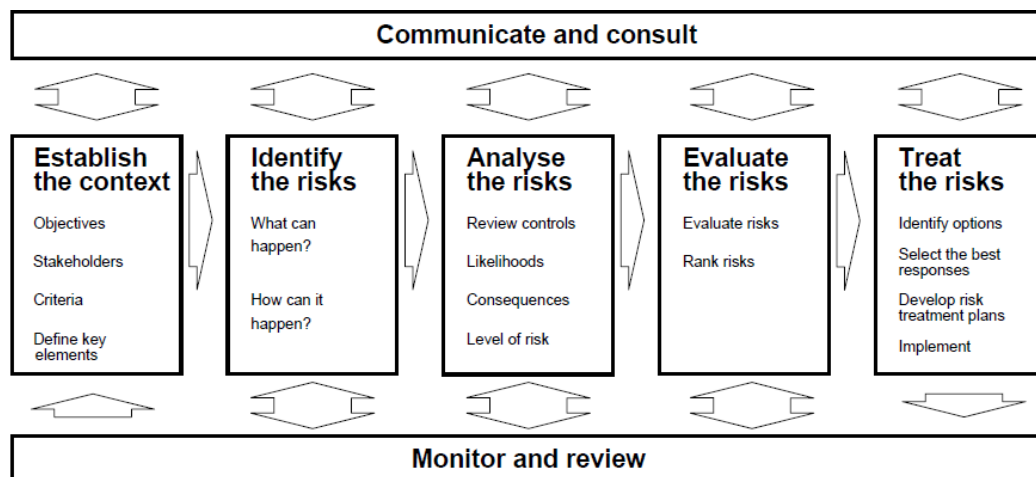 Communicate and consult
Establish
the context
Objectives
Stakeholders
Criteria
Define key
elements
Identify
the risks
What can
happen?
How can it
happen?
Analyse
the risks
Review controls
Likelihoods
Consequences
Level of risk
Evaluate
the risks
Evaluate risks
Rank risks
Treat
the risks
Identify options
Select the best
responses
Develop risk
treatment plans
Implement
Monitor and review